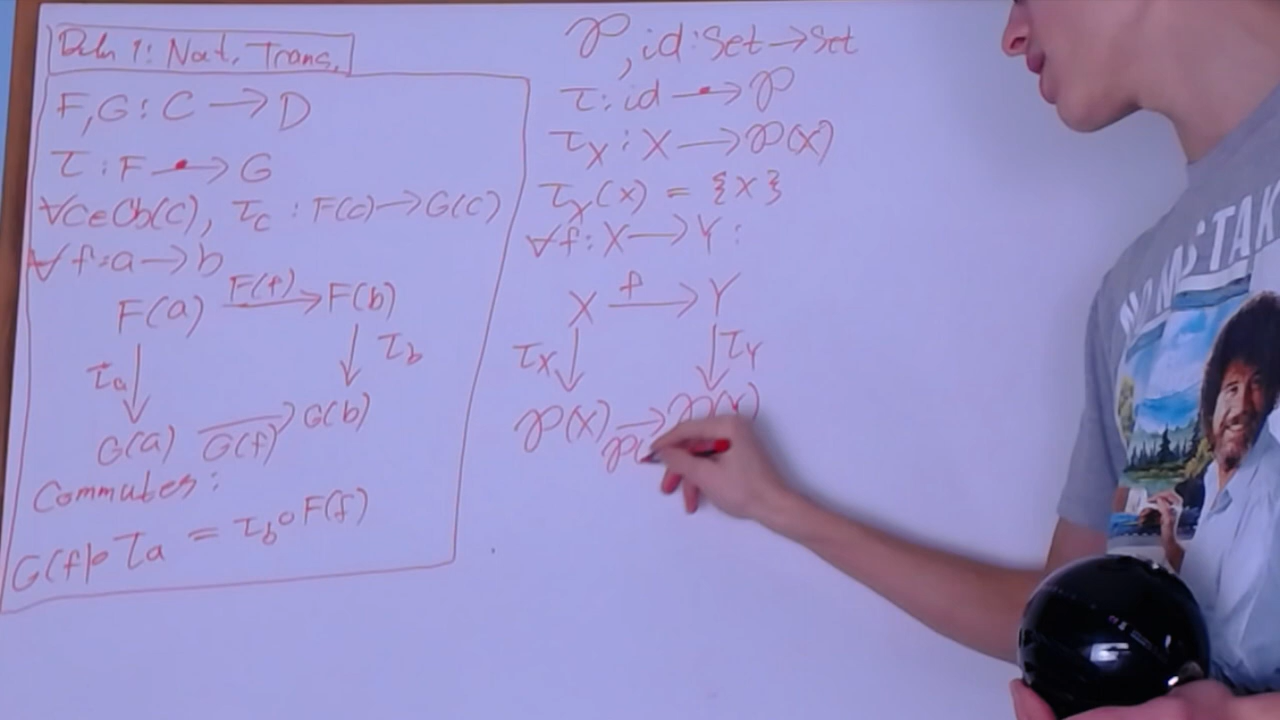 Defn 1: Nat. Trans.
F,G: C → D
τ: F → G
∀c∈Ob(C), τ_c : F(c) → G(c)
∀f: a → b
F(a) F(f) → F(b)
τ_a ↓ ↓ τ_b
G(a) → G(f) G(b)
Commutes:
G(f)∘τ_a = τ_b∘F(f)
𝒫, id: Set → Set
τ: id → 𝒫
τ_X : X → 𝒫(X)
τ_X(x) = {x}
∀f: X → Y:
X f → Y
τ_X ↓ ↓ τ_Y
𝒫(X) → 𝒫(Y)
𝒫(